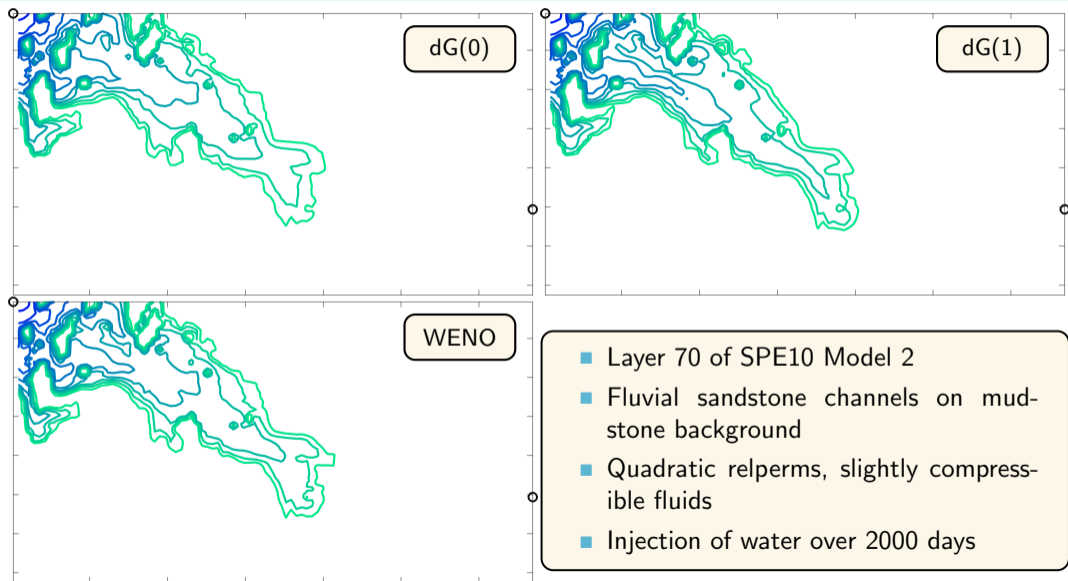 dG(0)
dG(1)
WENO
Layer 70 of SPE10 Model 2
Fluvial sandstone channels on mud-
stone background
Quadratic relperms, slightly compress-
ible fluids
Injection of water over 2000 days